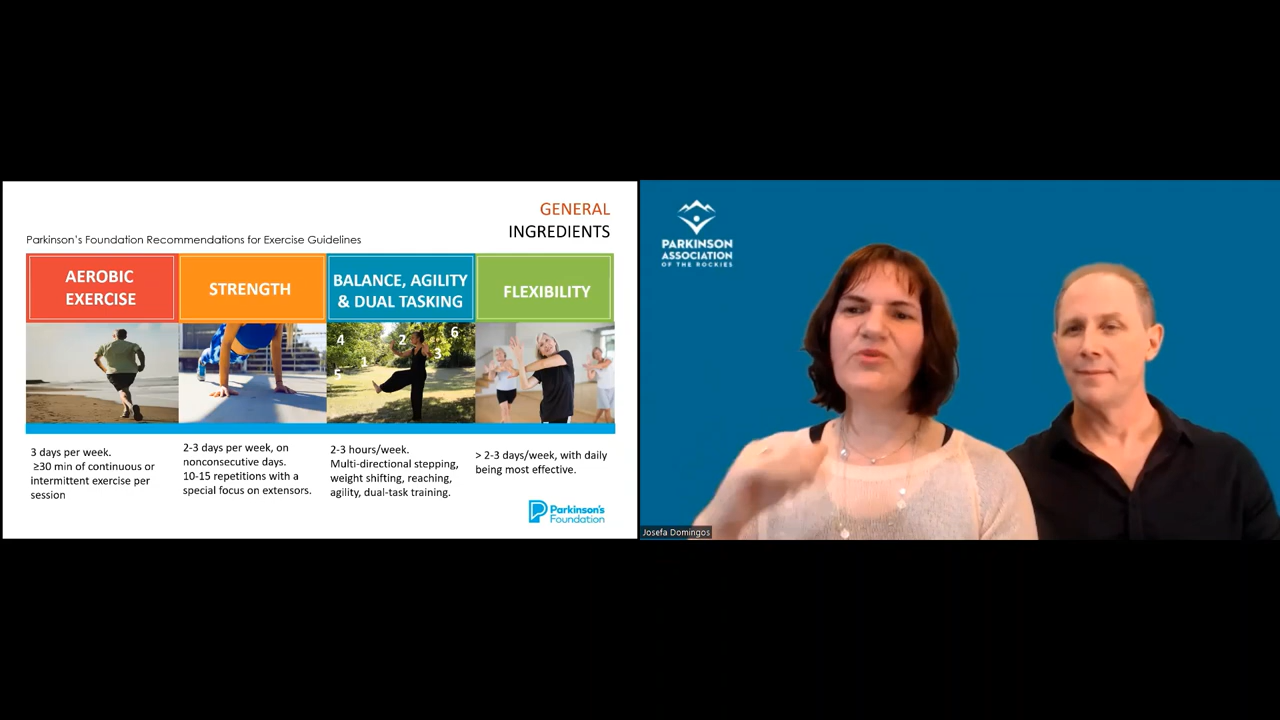 GENERAL
INGREDIENTS
Parkinson's Foundation Recommendations for Exercise Guidelines
AEROBIC
EXERCISE
STRENGTH
BALANCE, AGILITY
& DUAL TASKING
FLEXIBILITY
4
2
6
1
3
5
3 days per week.
≥30 min of continuous or
intermittent exercise per
session
2-3 days per week, on
nonconsecutive days.
10-15 repetitions with a
special focus on extensors.
2-3 hours/week.
Multi-directional stepping,
weight shifting, reaching,
agility, dual-task training.
> 2-3 days/week, with daily
being most effective.
Parkinson's
Foundation
PARKINSON
ASSOCIATION
OF THE ROCKIES
Josefa Domingos